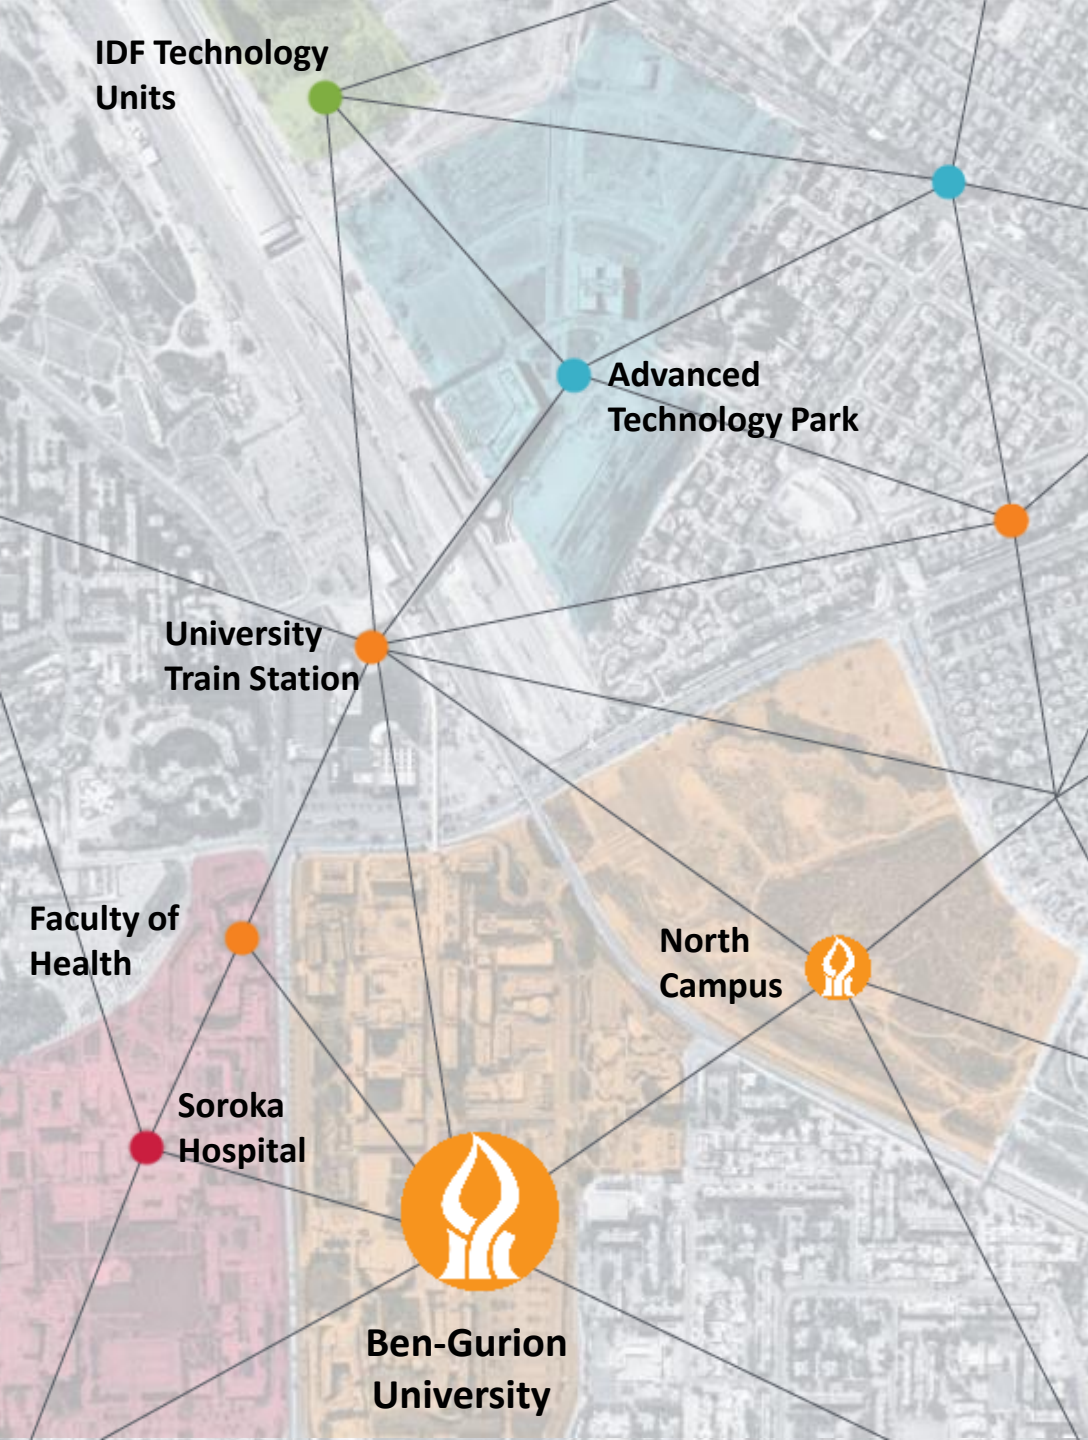 IDF Technology
Units
Advanced
Technology Park
University
Train Station
Faculty of
Health
North
Campus
Soroka
Hospital
Ben-Gurion
University